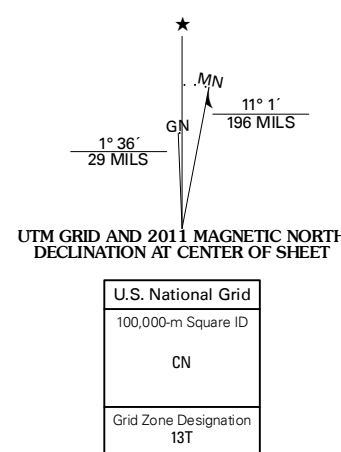 ★
MN
GN
11° 1´
196 MILS
1° 36´
29 MILS
UTM GRID AND 2011 MAGNETIC NORTH
DECLINATION AT CENTER OF SHEET
U.S. National Grid
100,000-m Square ID
CN
Grid Zone Designation
13T